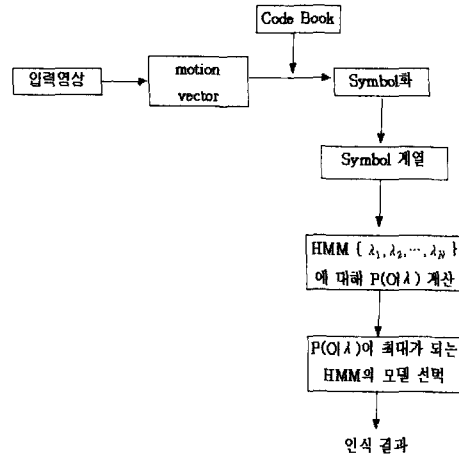 Code Book
입력영상
motion
vector
Symbol화
Symbol 계열
HMM { λ₁, λ₂, ⋯, λ_N }
에 대해 P(O|λ) 계산
P(O|λ)이 최대가 되는
HMM의 모델 선택
인식 결과